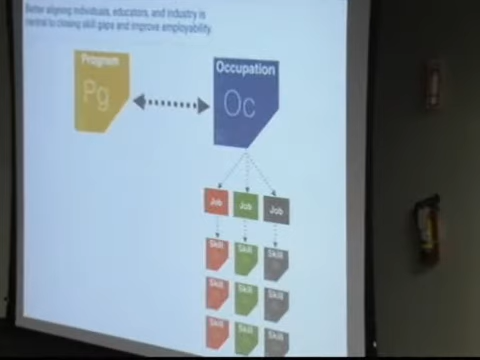 Better aligning individuals, educators, and industry is
central to closing skill gaps and improve employability.
Program
Pg
Occupation
Oc
Job Job Job
Skill Skill Skill
Skill Skill Skill
Skill Skill Skill